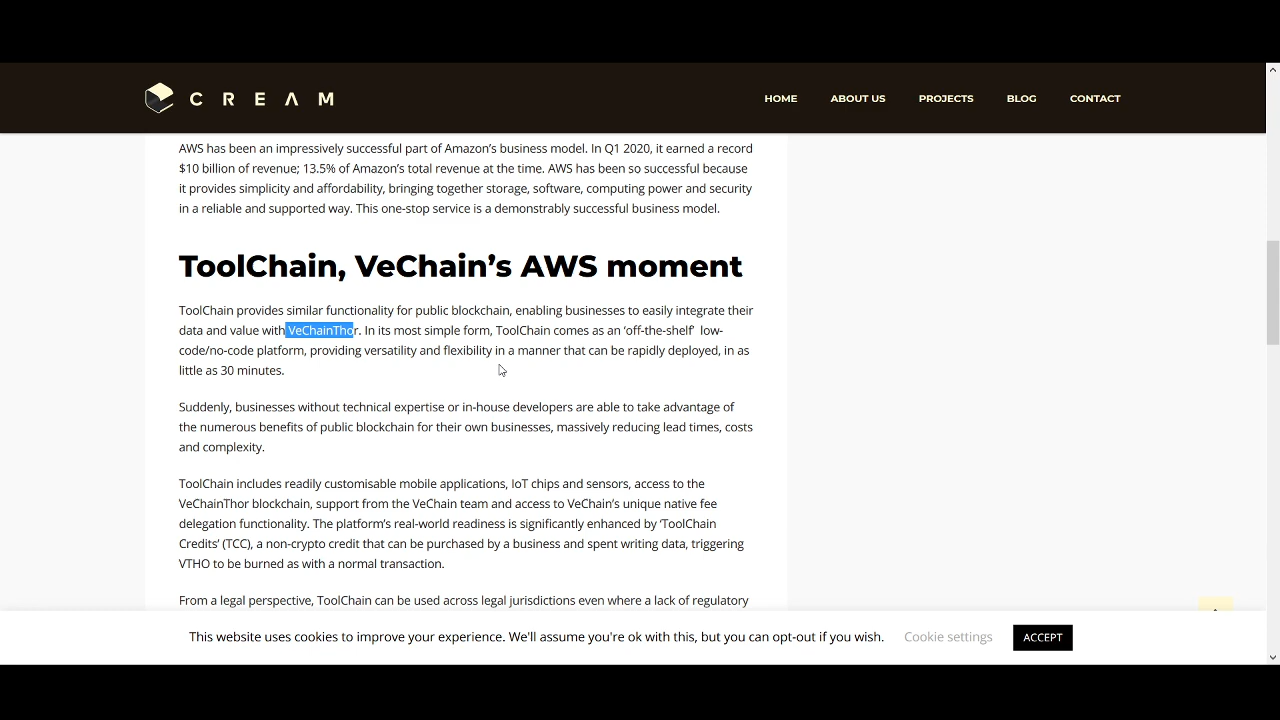 CREAM
HOME ABOUT US PROJECTS BLOG CONTACT
AWS has been an impressively successful part of Amazon’s business model. In Q1 2020, it earned a record
$10 billion of revenue; 13.5% of Amazon’s total revenue at the time. AWS has been so successful because
it provides simplicity and affordability, bringing together storage, software, computing power and security
in a reliable and supported way. This one-stop service is a demonstrably successful business model.
ToolChain, VeChain’s AWS moment
ToolChain provides similar functionality for public blockchain, enabling businesses to easily integrate their
data and value with VeChainThor. In its most simple form, ToolChain comes as an ‘off-the-shelf’ low-
code/no-code platform, providing versatility and flexibility in a manner that can be rapidly deployed, in as
little as 30 minutes.
Suddenly, businesses without technical expertise or in-house developers are able to take advantage of
the numerous benefits of public blockchain for their own businesses, massively reducing lead times, costs
and complexity.
ToolChain includes readily customisable mobile applications, IoT chips and sensors, access to the
VeChainThor blockchain, support from the VeChain team and access to VeChain’s unique native fee
delegation functionality. The platform’s real-world readiness is significantly enhanced by ‘ToolChain
Credits’ (TCC), a non-crypto credit that can be purchased by a business and spent writing data, triggering
VTHO to be burned as with a normal transaction.
From a legal perspective, ToolChain can be used across legal jurisdictions even where a lack of regulatory
This website uses cookies to improve your experience. We'll assume you're ok with this, but you can opt-out if you wish. Cookie settings ACCEPT